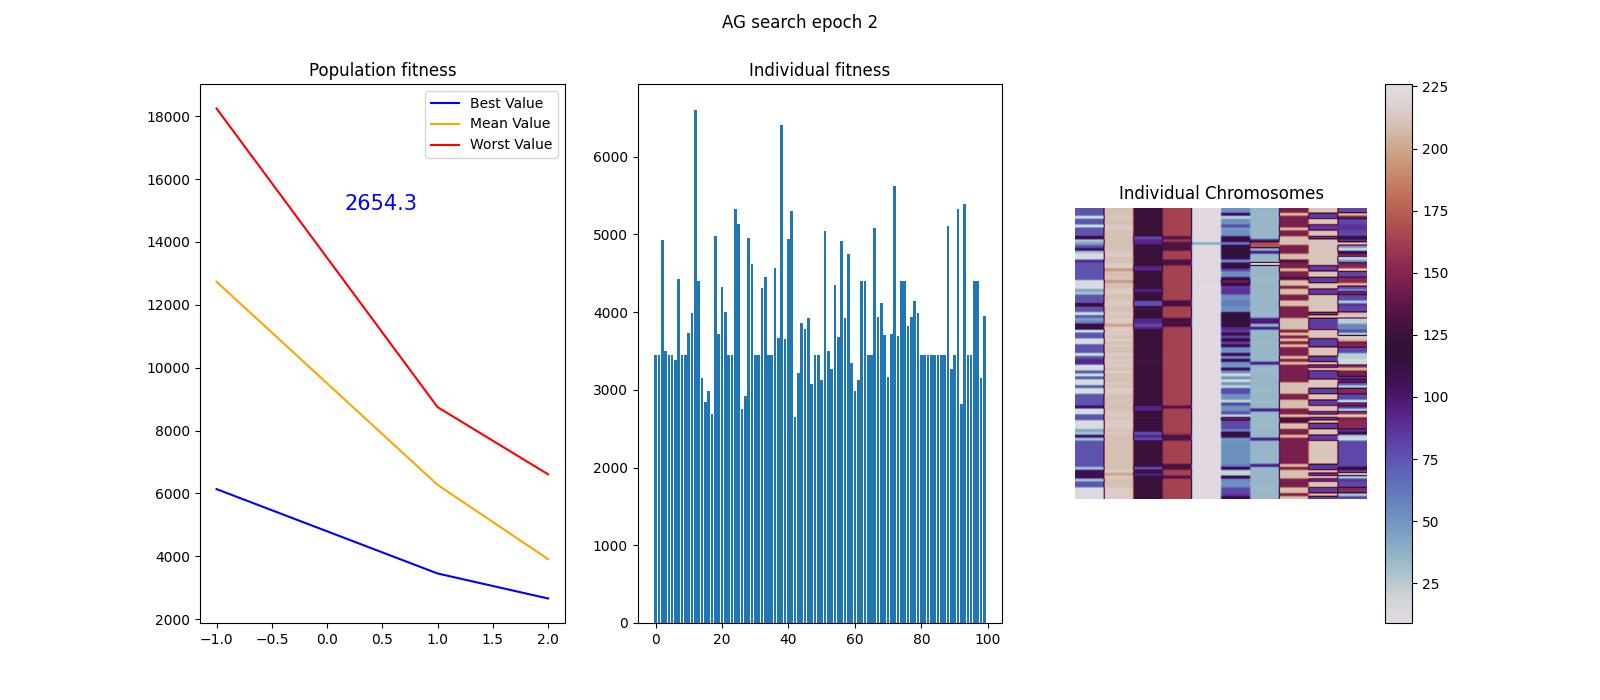 AG search epoch 2
Population fitness
Best Value
Mean Value
Worst Value
2654.3
18000
16000
14000
12000
10000
8000
6000
4000
2000
−1.0 −0.5 0.0 0.5 1.0 1.5 2.0
Individual fitness
6000
5000
4000
3000
2000
1000
0
0 20 40 60 80 100
Individual Chromosomes
225
200
175
150
125
100
75
50
25